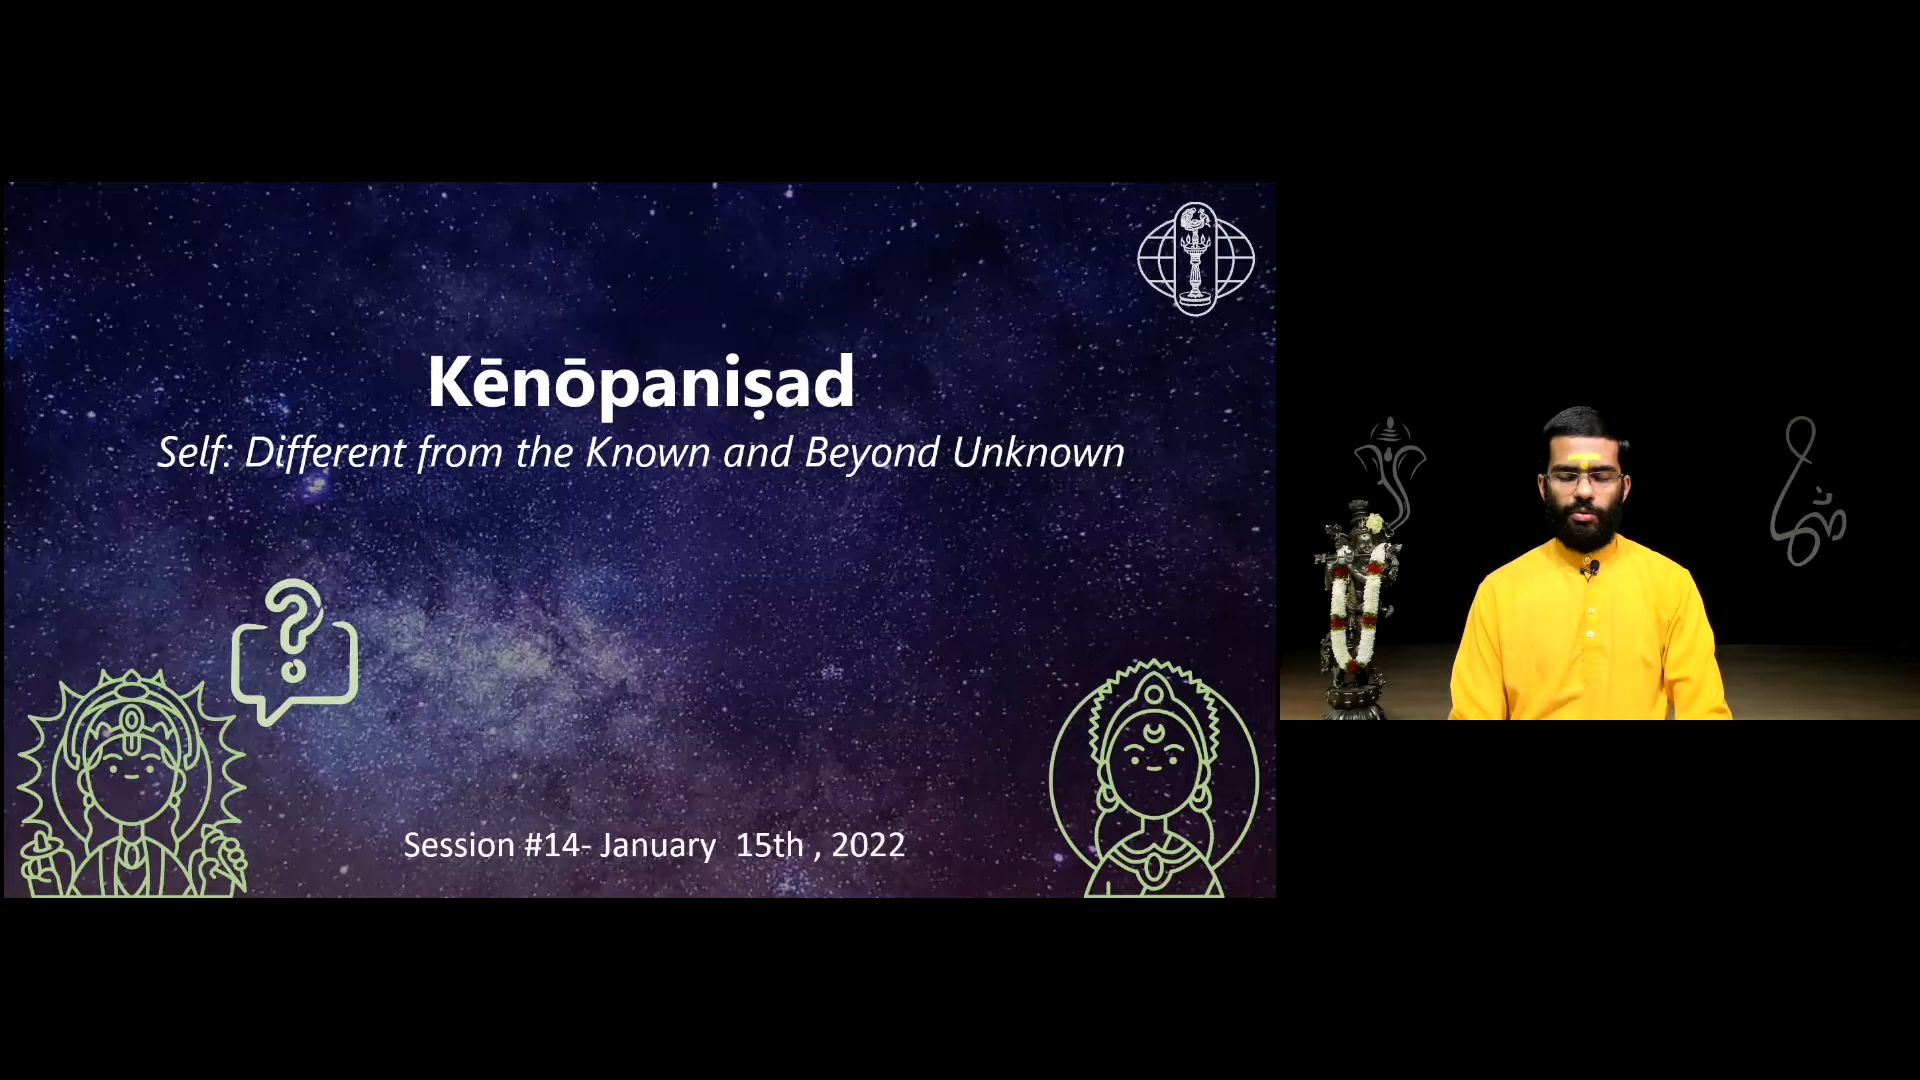 Kēnōpaniṣad
Self: Different from the Known and Beyond Unknown
?
Session #14- January 15th , 2022